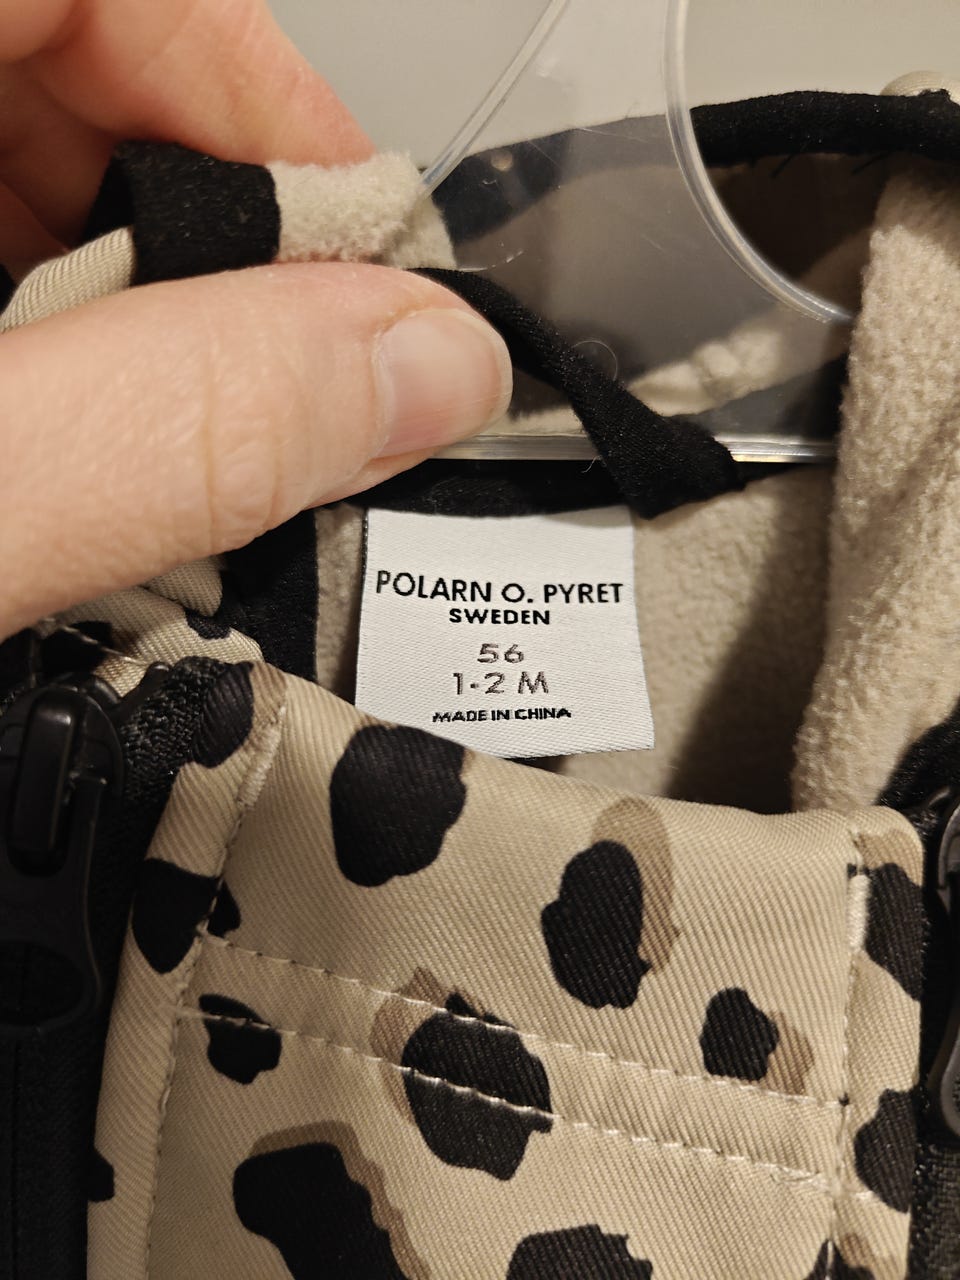 POLARN O. PYRET
SWEDEN
56
1-2 M
MADE IN CHINA